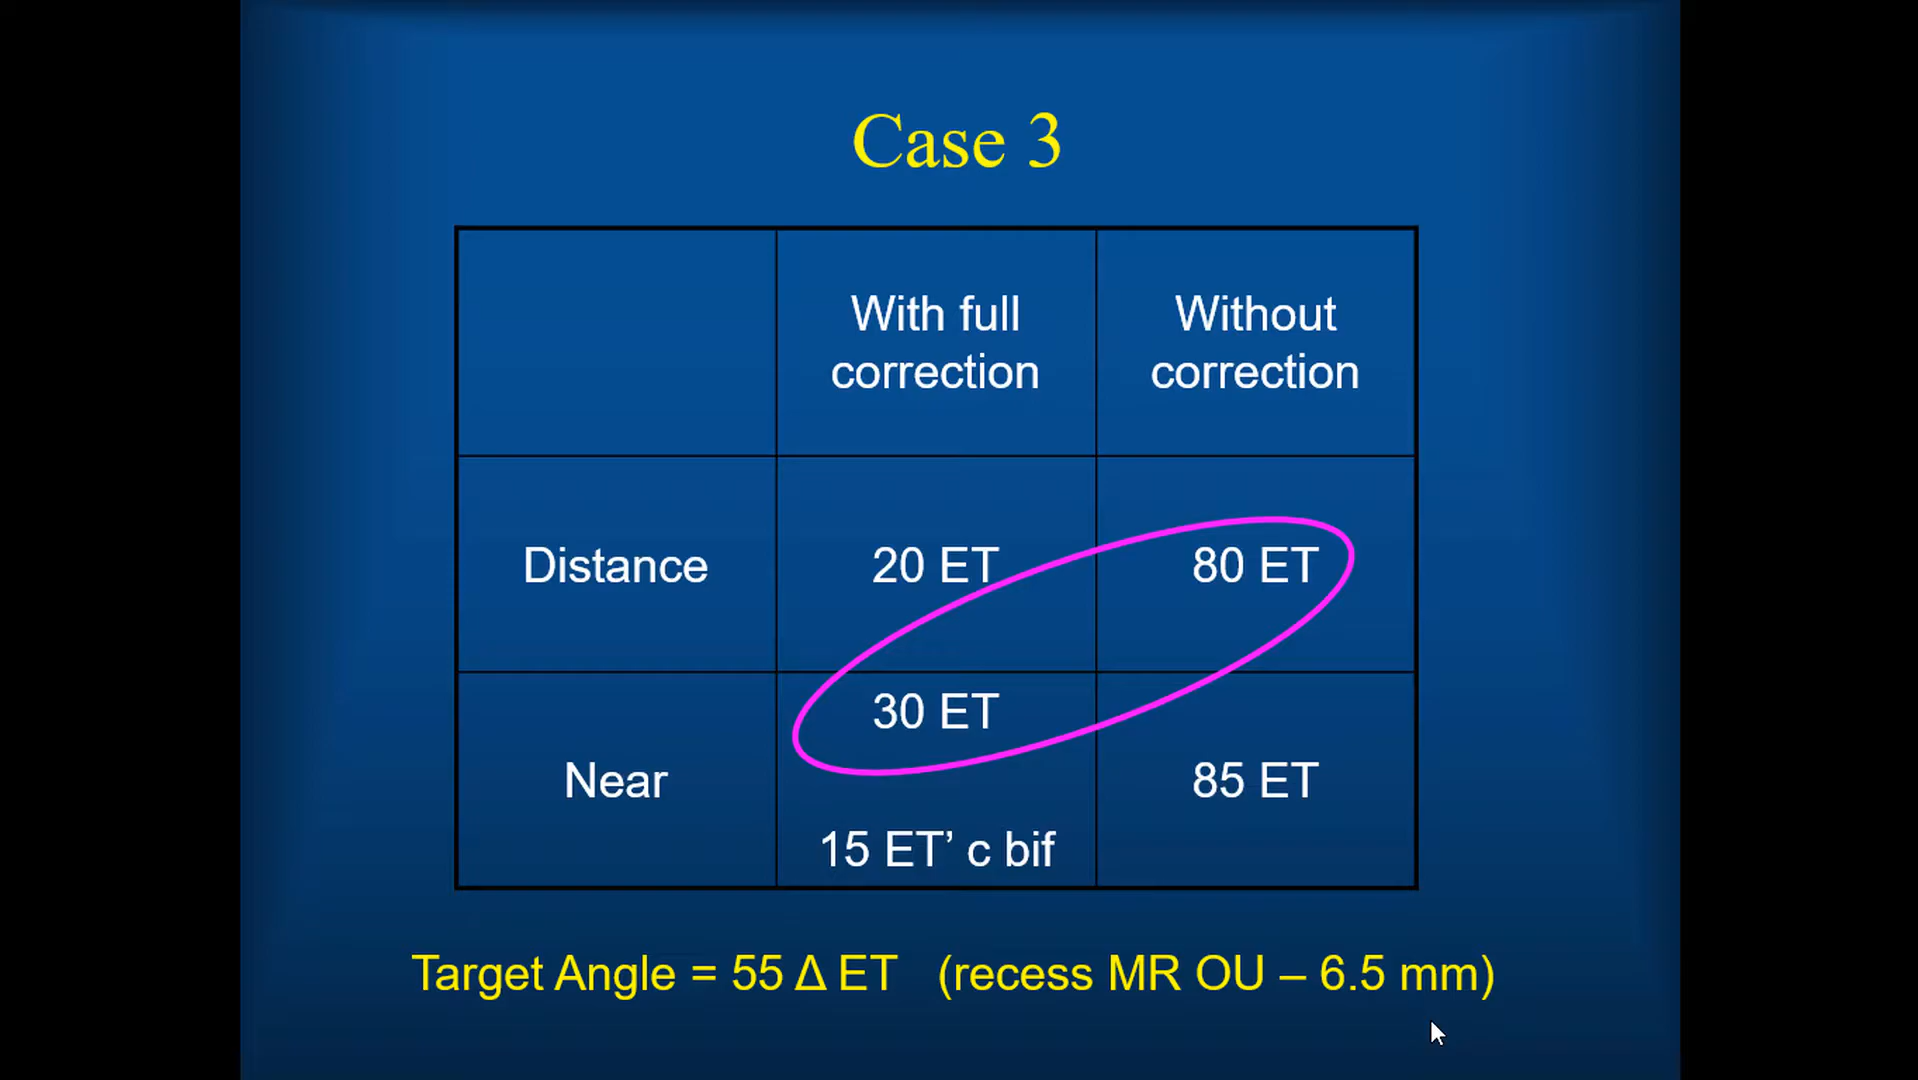 Case 3
With full
correction
Without
correction
Distance
20 ET
80 ET
Near
30 ET
15 ET’ c bif
85 ET
Target Angle = 55 Δ ET (recess MR OU – 6.5 mm)